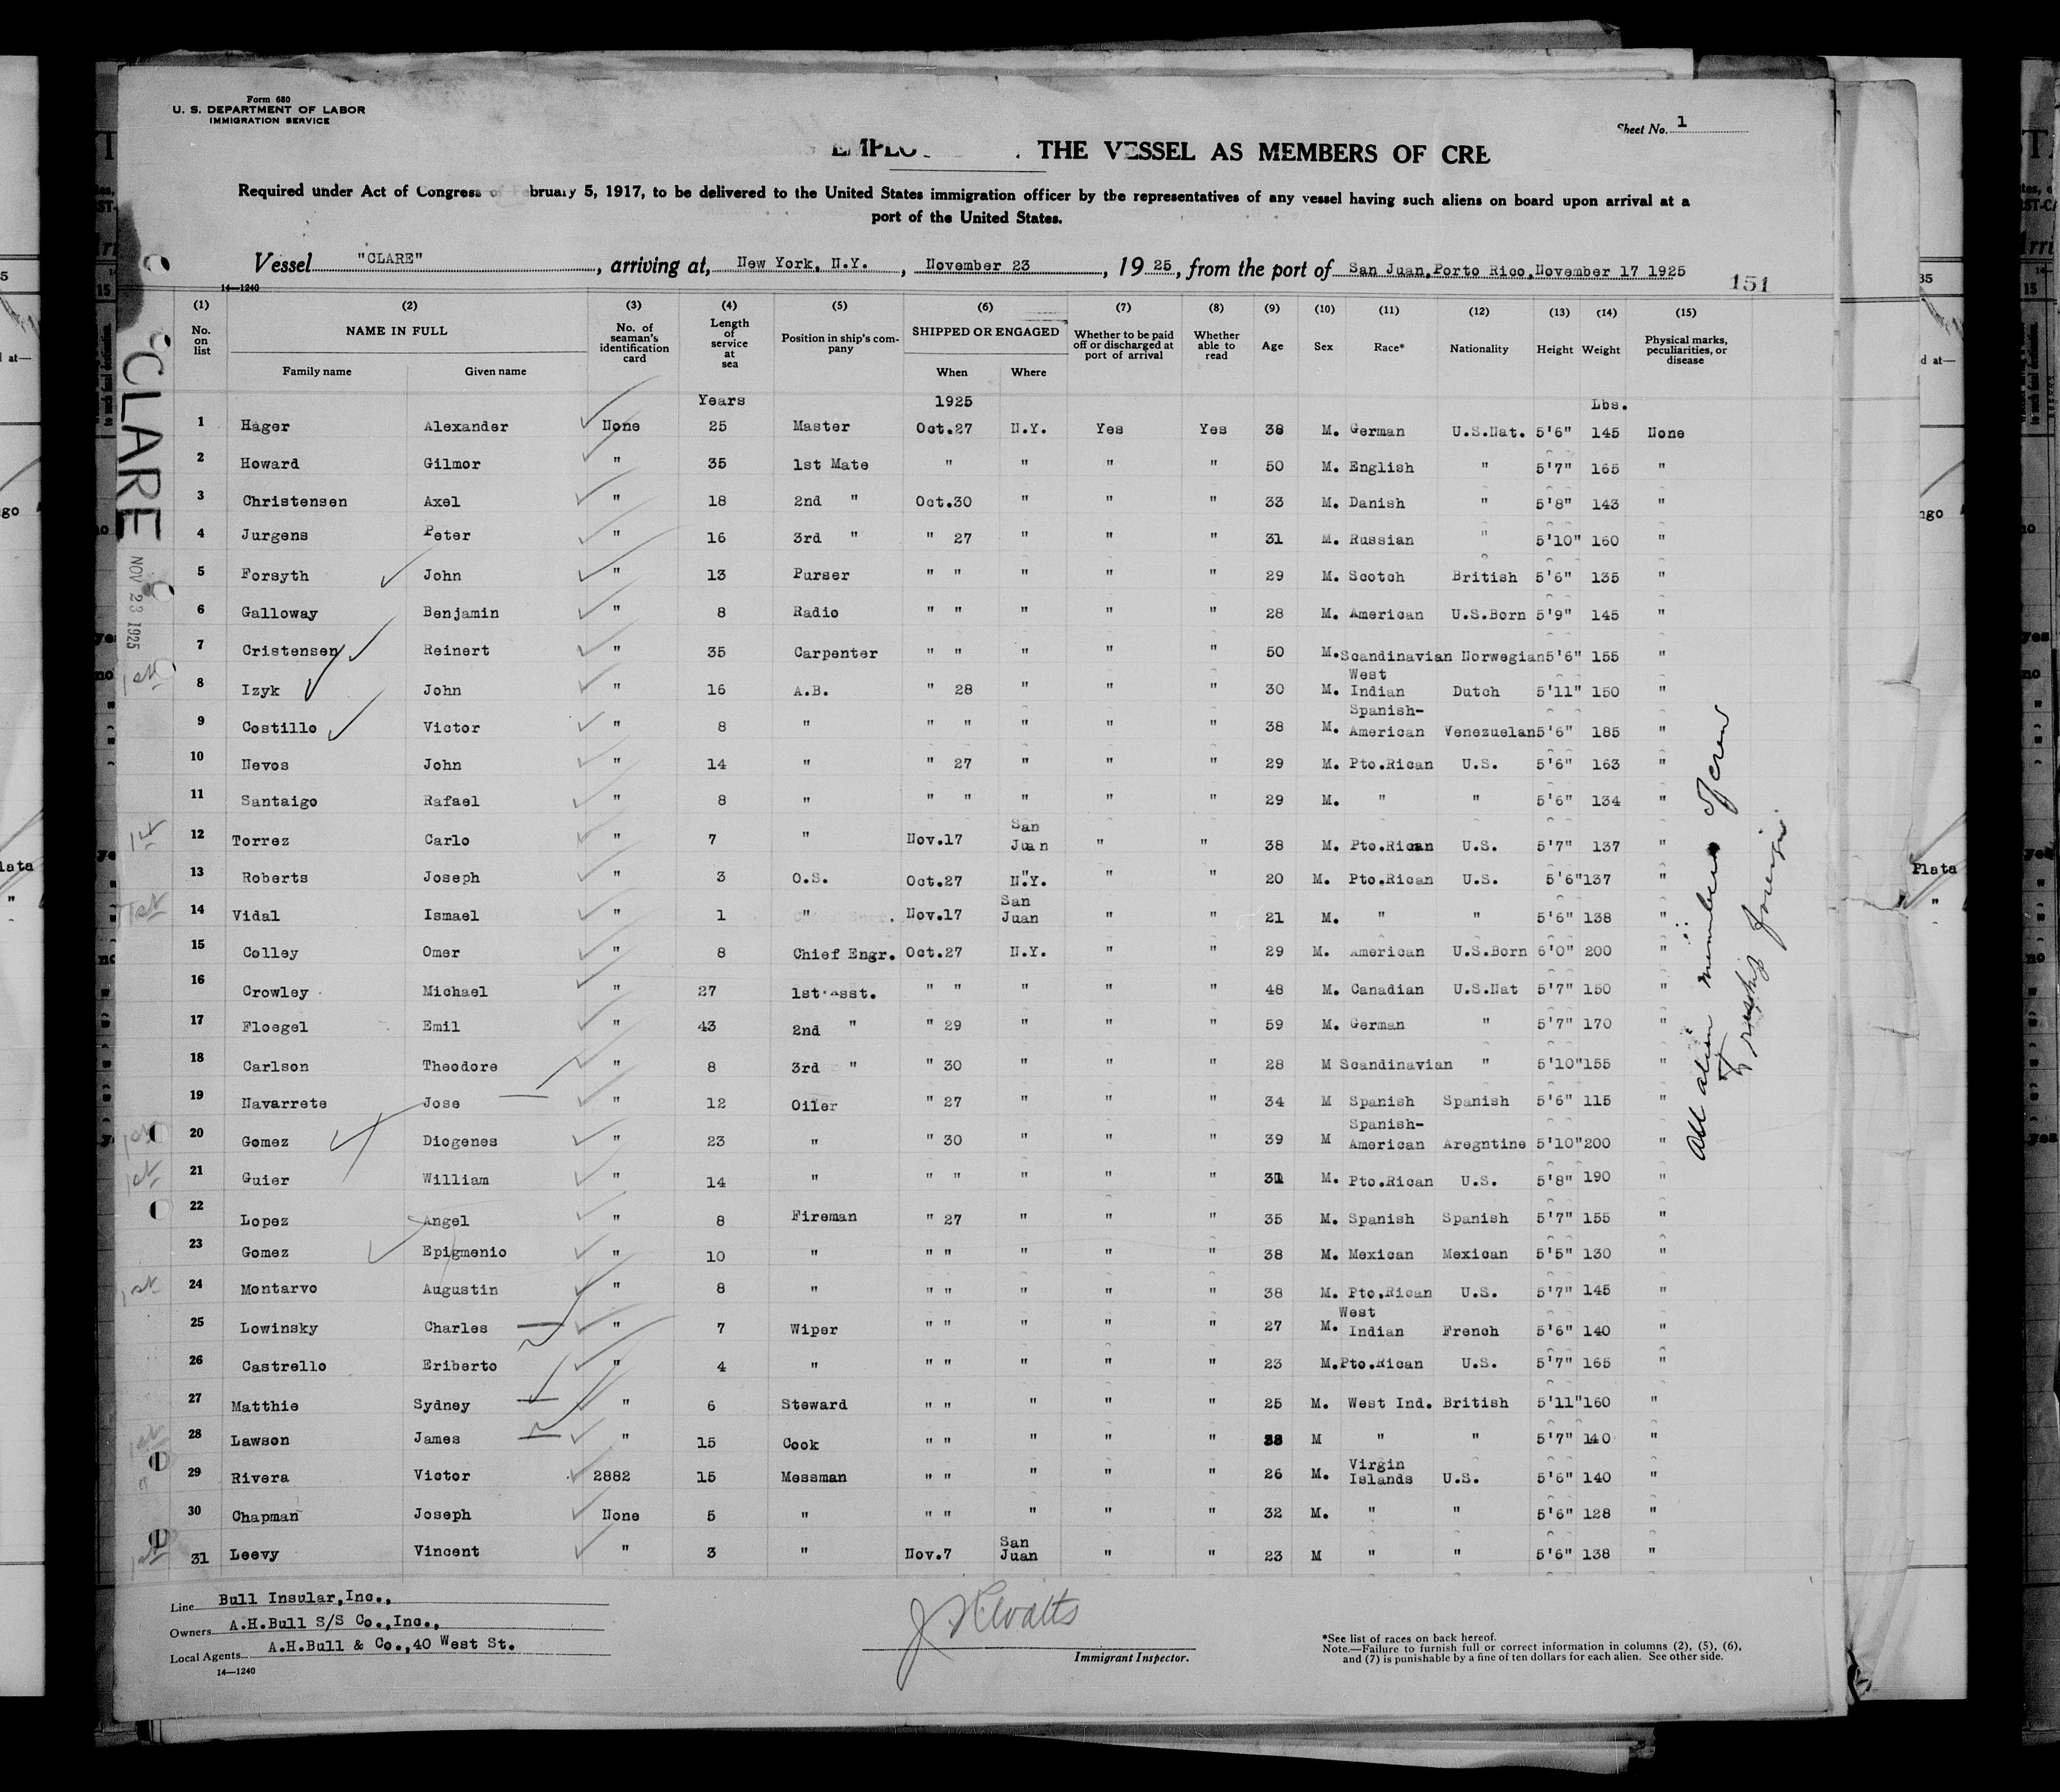 Form 680
U. S. DEPARTMENT OF LABOR
IMMIGRATION SERVICE
Sheet No. 1
THE VESSEL AS MEMBERS OF CRE
Required under Act of Congress of February 5, 1917, to be delivered to the United States immigration officer by the representatives of any vessel having such aliens on board upon arrival at a
port of the United States.
Vessel "CLARE", arriving at, New York, N.Y., November 23, 1925, from the port of San Juan, Porto Rico, November 17 1925
14—1240
151
(1) (2) (3) (4) (5) (6) (7) (8) (9) (10) (11) (12) (13) (14) (15)
No. on list NAME IN FULL Family name Given name No. of seaman's identification card Length of service at sea Position in ship's company SHIPPED OR ENGAGED When Where Whether to be paid off or discharged at port of arrival Whether able to read Age Sex Race* Nationality Height Weight Physical marks, peculiarities, or disease
Years 1925 Lbs.
1 Hager Alexander None 25 Master Oct.27 N.Y. Yes Yes 38 M. German U.S.Nat. 5'6" 145 None
2 Howard Gilmor " 35 1st Mate " " " " 50 M. English " 5'7" 165 "
3 Christensen Axel " 18 2nd " Oct.30 " " " 33 M. Danish " 5'8" 143 "
4 Jurgens Peter " 16 3rd " " 27 " " " 31 M. Russian " 5'10" 160 "
5 Forsyth John " 13 Purser " " " " " 29 M. Scotch British 5'6" 135 "
6 Galloway Benjamin " 8 Radio " " " " " 28 M. American U.S.Born 5'9" 145 "
7 Cristensen Reinert " 35 Carpenter " " " " " 50 M. Scandinavian Norwegian 5'6" 155 "
8 Izyk John " 16 A.B. " 28 " " " 30 M. West Indian Dutch 5'11" 150 "
9 Costillo Victor " 8 " " " " " " 38 M. Spanish-American Venezuelan 5'6" 185 "
10 Nevos John " 14 " " 27 " " " 29 M. Pto.Rican U.S. 5'6" 163 "
11 Santaigo Rafael " 8 " " " " " " 29 M. " " 5'6" 134 "
12 Torrez Carlo " 7 " Nov.17 San Juan " " 38 M. Pto.Rican U.S. 5'7" 137 "
13 Roberts Joseph " 3 O.S. Oct.27 N.Y. " " 20 M. Pto.Rican U.S. 5'6" 137 "
14 Vidal Ismael " 1 " Nov.17 San Juan " " 21 M. " " 5'6" 138 "
15 Colley Omer " 8 Chief Engr. Oct.27 N.Y. " " 29 M. American U.S.Born 6'0" 200 "
16 Crowley Michael " 27 1st Asst. " " " " " 48 M. Canadian U.S.Nat 5'7" 150 "
17 Floegel Emil " 43 2nd " " 29 " " " 59 M. German " 5'7" 170 "
18 Carlson Theodore " 8 3rd " " 30 " " " 28 M Scandinavian " 5'10" 155 "
19 Navarrete Jose " 12 Oiler " 27 " " " 34 M Spanish Spanish 5'6" 115 "
20 Gomez Diogenes " 23 " " 30 " " " 39 M Spanish-American Aregntine 5'10" 200 "
21 Guier William " 14 " " " " " " 31 M. Pto.Rican U.S. 5'8" 190 "
22 Lopez Angel " 8 Fireman " 27 " " " 35 M. Spanish Spanish 5'7" 155 "
23 Gomez Epigmenio " 10 " " " " " " 38 M. Mexican Mexican 5'5" 130 "
24 Montarvo Augustin " 8 " " " " " " 38 M. Pto.Rican U.S. 5'7" 145 "
25 Lowinsky Charles " 7 Wiper " " " " " 27 M. West Indian French 5'6" 140 "
26 Castrello Eriberto " 4 " " " " " " 23 M. Pto.Rican U.S. 5'7" 165 "
27 Matthie Sydney " 6 Steward " " " " " 25 M. West Ind. British 5'11" 160 "
28 Lawson James " 15 Cook " " " " " 38 M " " 5'7" 140 "
29 Rivera Victor 2882 15 Messman " " " " " 26 M. Virgin Islands U.S. 5'6" 140 "
30 Chapman Joseph None 5 " " " " " " 32 M. " " 5'6" 128 "
31 Leevy Vincent " 3 " Nov.7 San Juan " " 23 M " " 5'6" 138 "
CLARE
NOV 23 1925
All alien members of crew
reship foreign
Line Bull Insular,Inc.,
Owners A.H.Bull S/S Co.,Inc.,
Local Agents A.H.Bull & Co.,40 West St.
14—1240
Immigrant Inspector.
*See list of races on back hereof.
Note.—Failure to furnish full or correct information in columns (2), (5), (6),
and (7) is punishable by a fine of ten dollars for each alien. See other side.